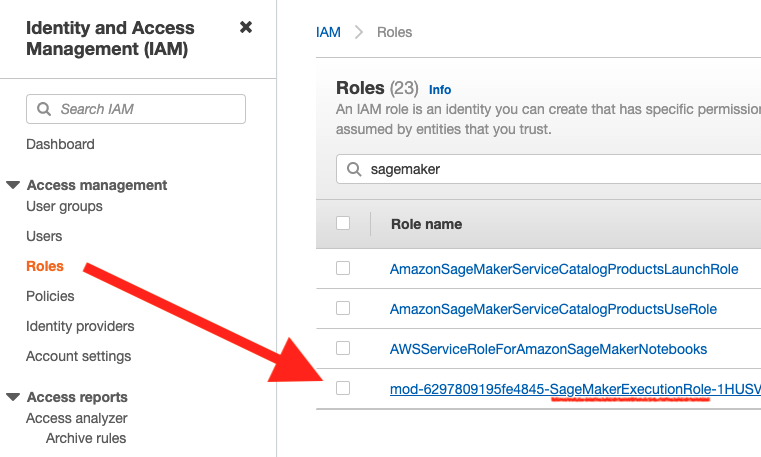 Identity and Access
Management (IAM)
Search IAM
Dashboard
Access management
User groups
Users
Roles
Policies
Identity providers
Account settings
Access reports
Access analyzer
Archive rules
IAM > Roles
Roles (23) Info
An IAM role is an identity you can create that has specific permission
assumed by entities that you trust.
sagemaker
Role name
AmazonSageMakerServiceCatalogProductsLaunchRole
AmazonSageMakerServiceCatalogProductsUseRole
AWSServiceRoleForAmazonSageMakerNotebooks
mod-6297809195fe4845-SageMakerExecutionRole-1HUSV